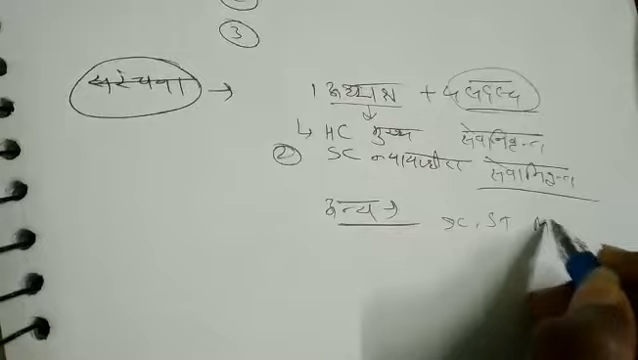 ③
संरचना → 1 अध्यक्ष + 4 सदस्य
↳ HC मुख्य सेवानिवृत्त
② SC न्यायाधीश सेवानिवृत्त
अन्य → SC, ST